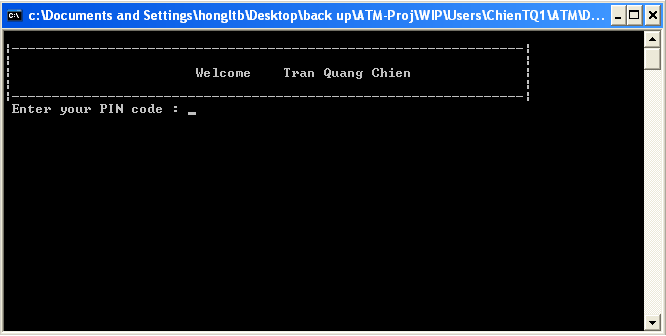 c:\Documents and Settings\hongltb\Desktop\back up\ATM-Proj\WIP\Users\ChienTQ1\ATM\D...
Welcome    Tran Quang Chien
Enter your PIN code : _